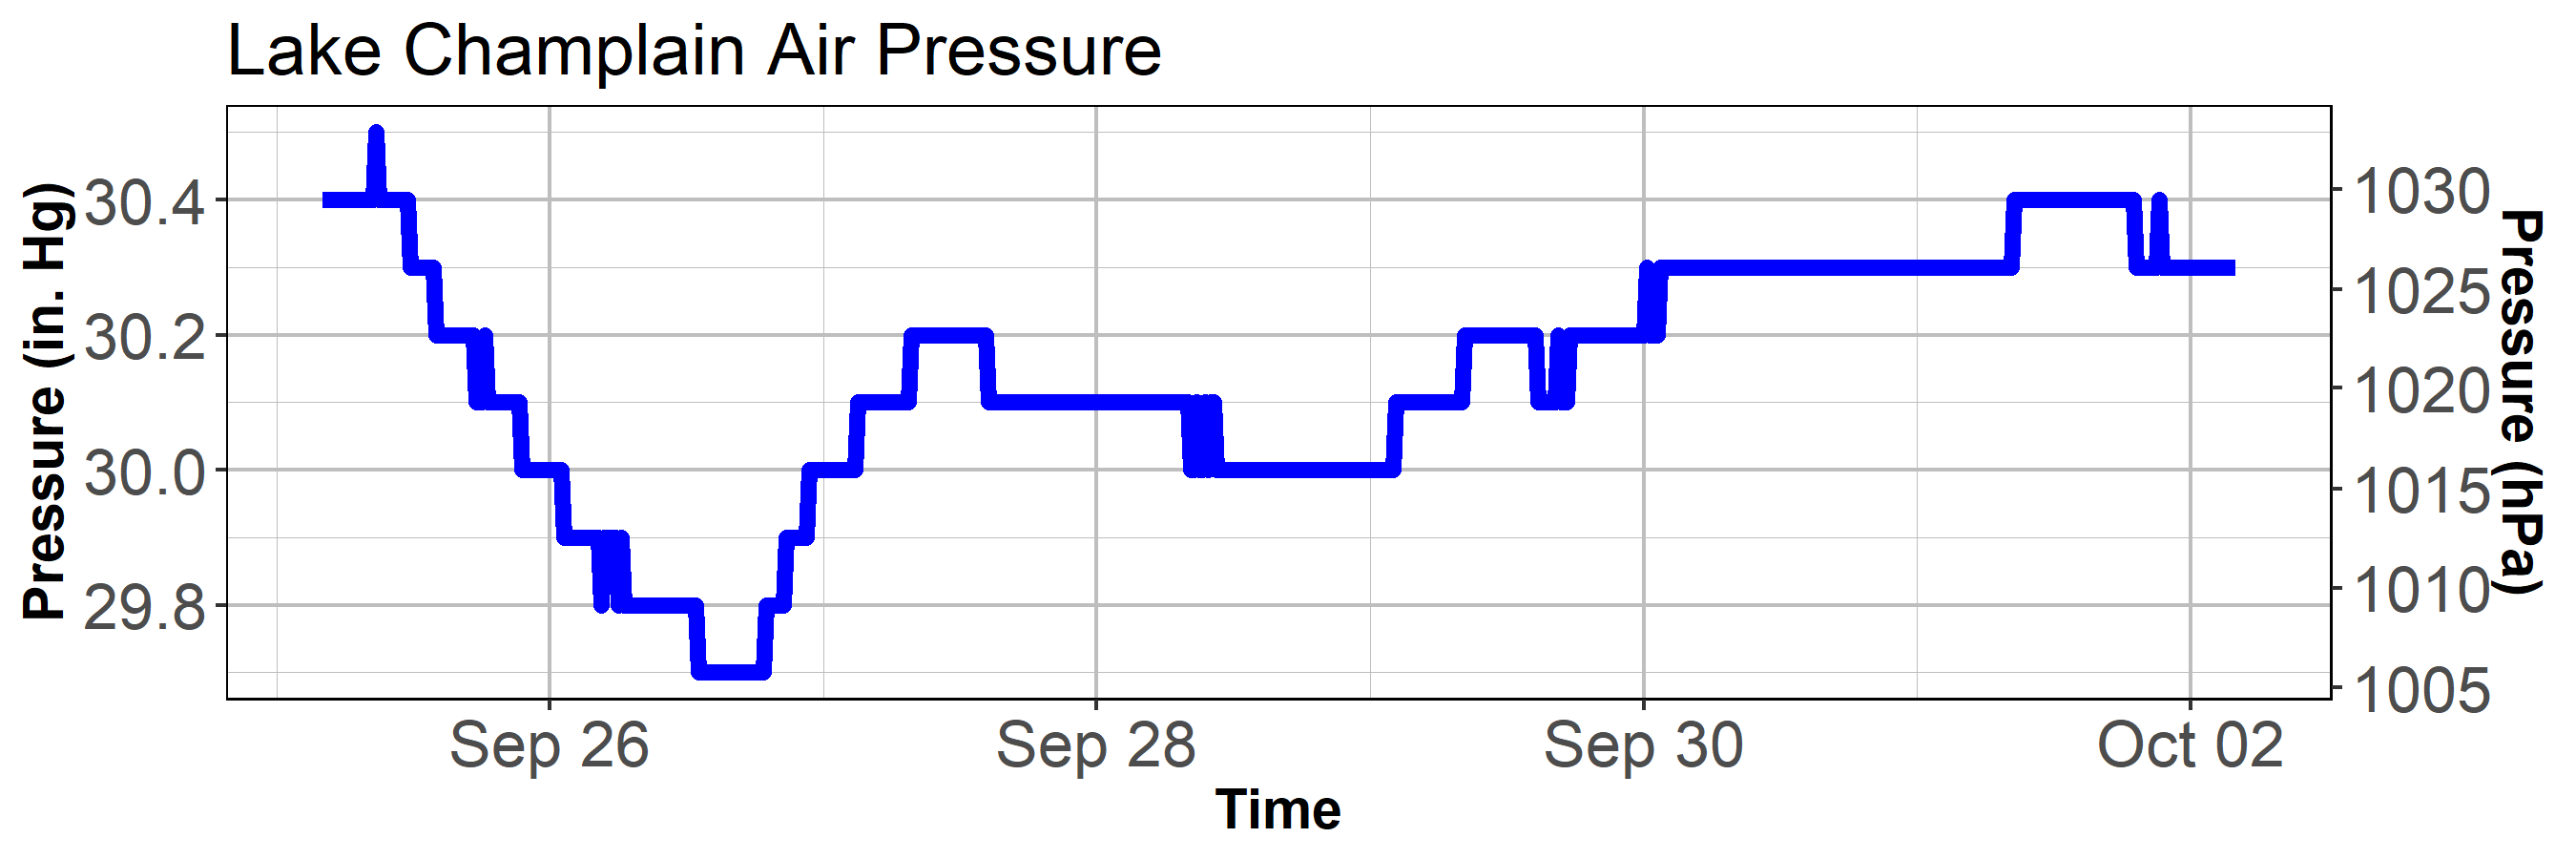 Lake Champlain Air Pressure
Pressure (in. Hg)
30.4
30.2
30.0
29.8
1030
1025
1020
1015
1010
1005
Pressure (hPa)
Sep 26
Sep 28
Sep 30
Oct 02
Time